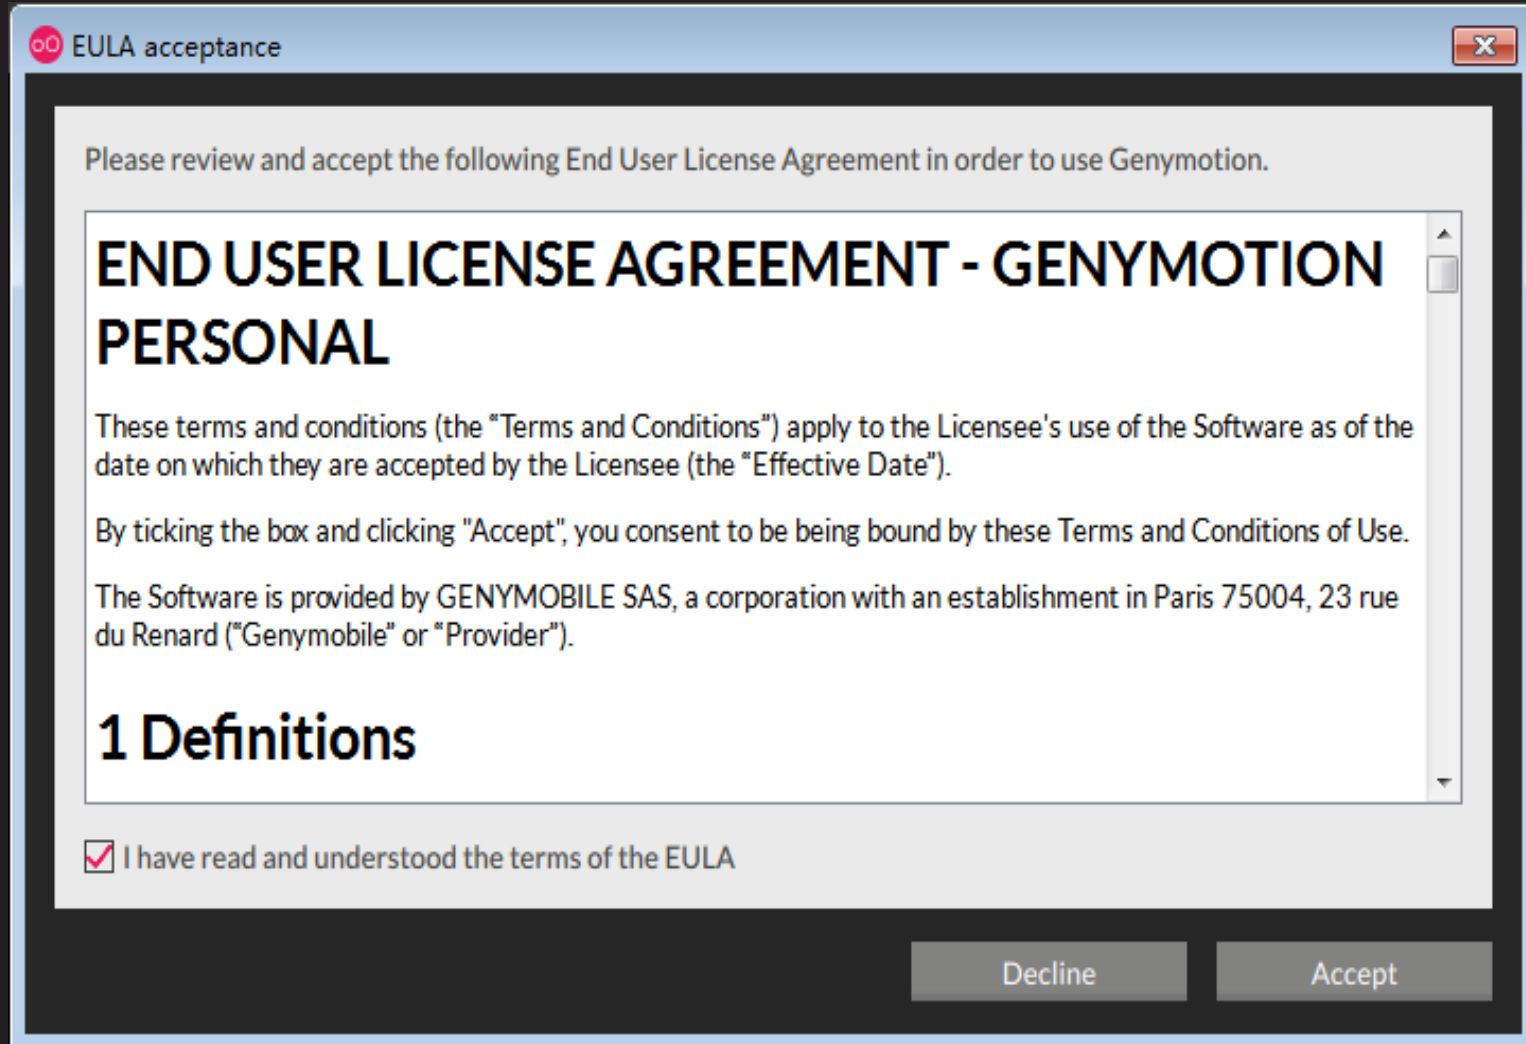 EULA acceptance
Please review and accept the following End User License Agreement in order to use Genymotion.
END USER LICENSE AGREEMENT - GENYMOTION
PERSONAL
These terms and conditions (the “Terms and Conditions”) apply to the Licensee's use of the Software as of the
date on which they are accepted by the Licensee (the “Effective Date”).
By ticking the box and clicking "Accept", you consent to be being bound by these Terms and Conditions of Use.
The Software is provided by GENYMOBILE SAS, a corporation with an establishment in Paris 75004, 23 rue
du Renard (“Genymobile” or “Provider”).
1 Definitions
I have read and understood the terms of the EULA
Decline
Accept